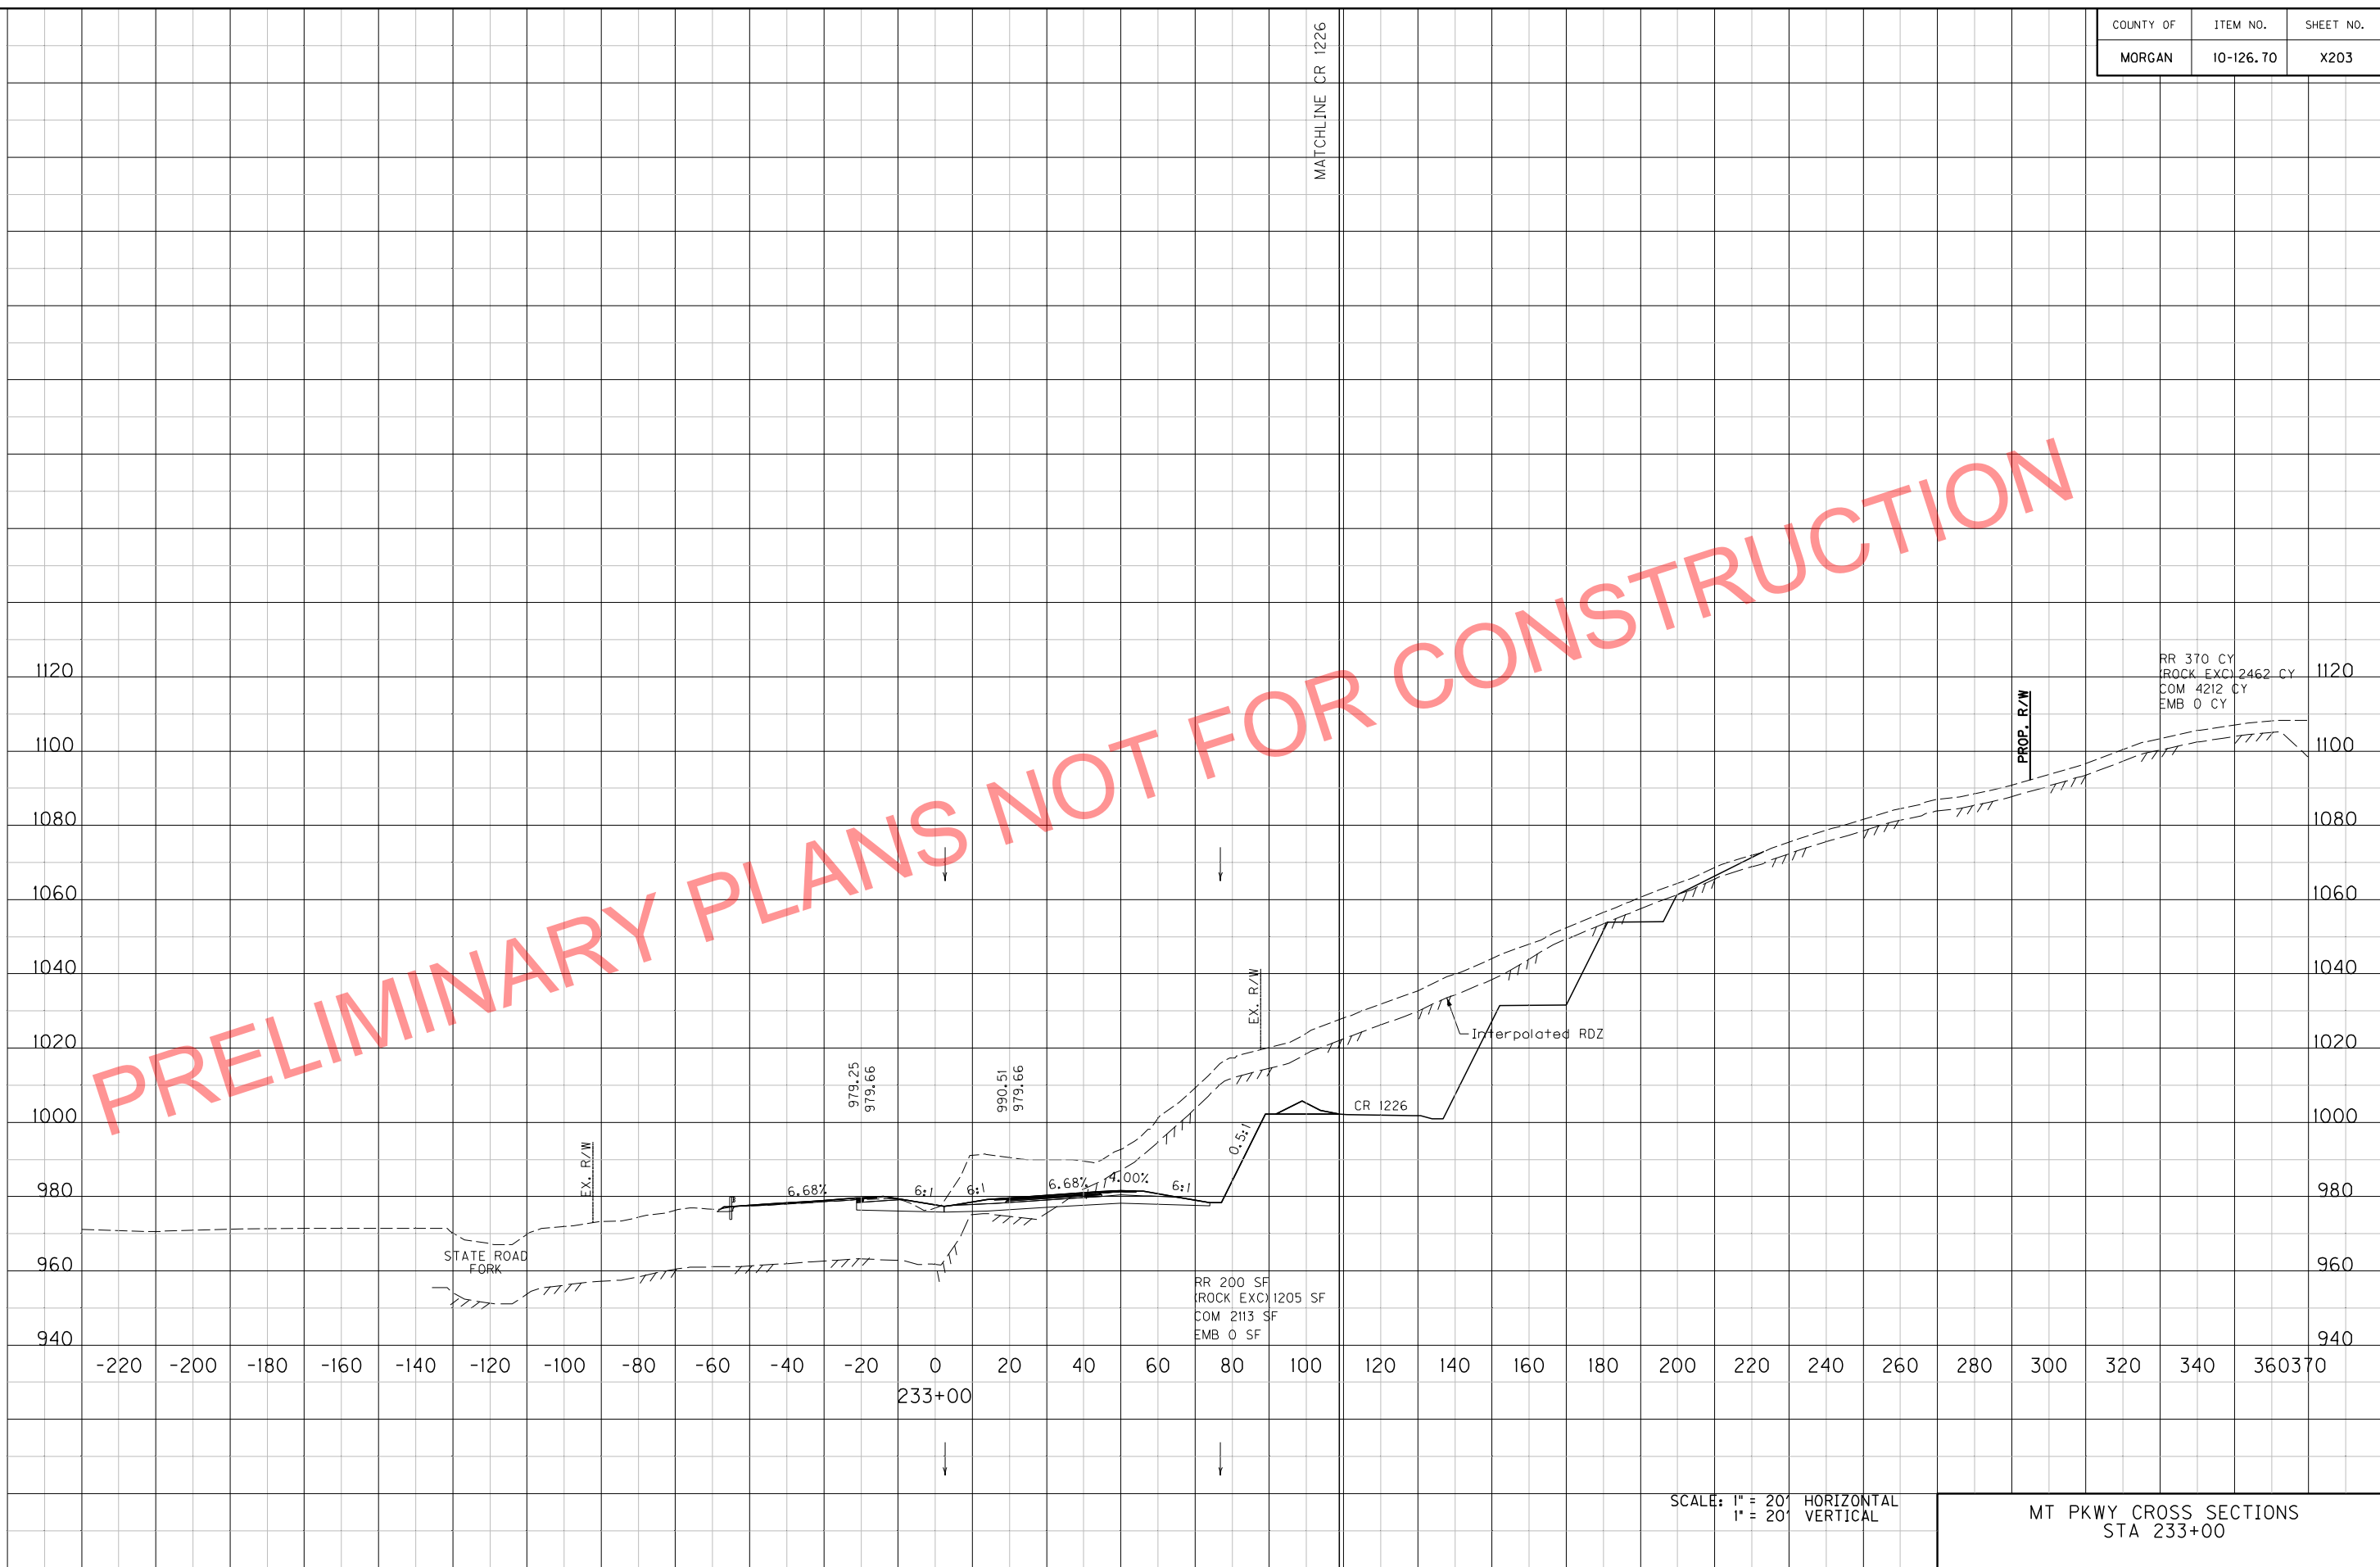 COUNTY OF ITEM NO. SHEET NO.
MORGAN 10-126.70 X203
MATCHLINE CR 1226
PRELIMINARY PLANS NOT FOR CONSTRUCTION
RR 370 CY
(ROCK EXC) 2462 CY
COM 4212 CY
EMB 0 CY
PROP. R/W
1120 1120
1100 1100
1080 1080
1060 1060
1040 1040
1020 1020
1000 1000
980 980
960 960
940 940
EX. R/W
Interpolated RDZ
979.25
979.66
990.51
979.66
CR 1226
0.5:1
EX. R/W
6.68%
6:1
6:1
6.68%
4.00%
6:1
STATE ROAD
FORK
RR 200 SF
(ROCK EXC) 1205 SF
COM 2113 SF
EMB 0 SF
-220 -200 -180 -160 -140 -120 -100 -80 -60 -40 -20 0 20 40 60 80 100 120 140 160 180 200 220 240 260 280 300 320 340 360 370
233+00
SCALE: 1" = 20' HORIZONTAL
1" = 20' VERTICAL
MT PKWY CROSS SECTIONS
STA 233+00